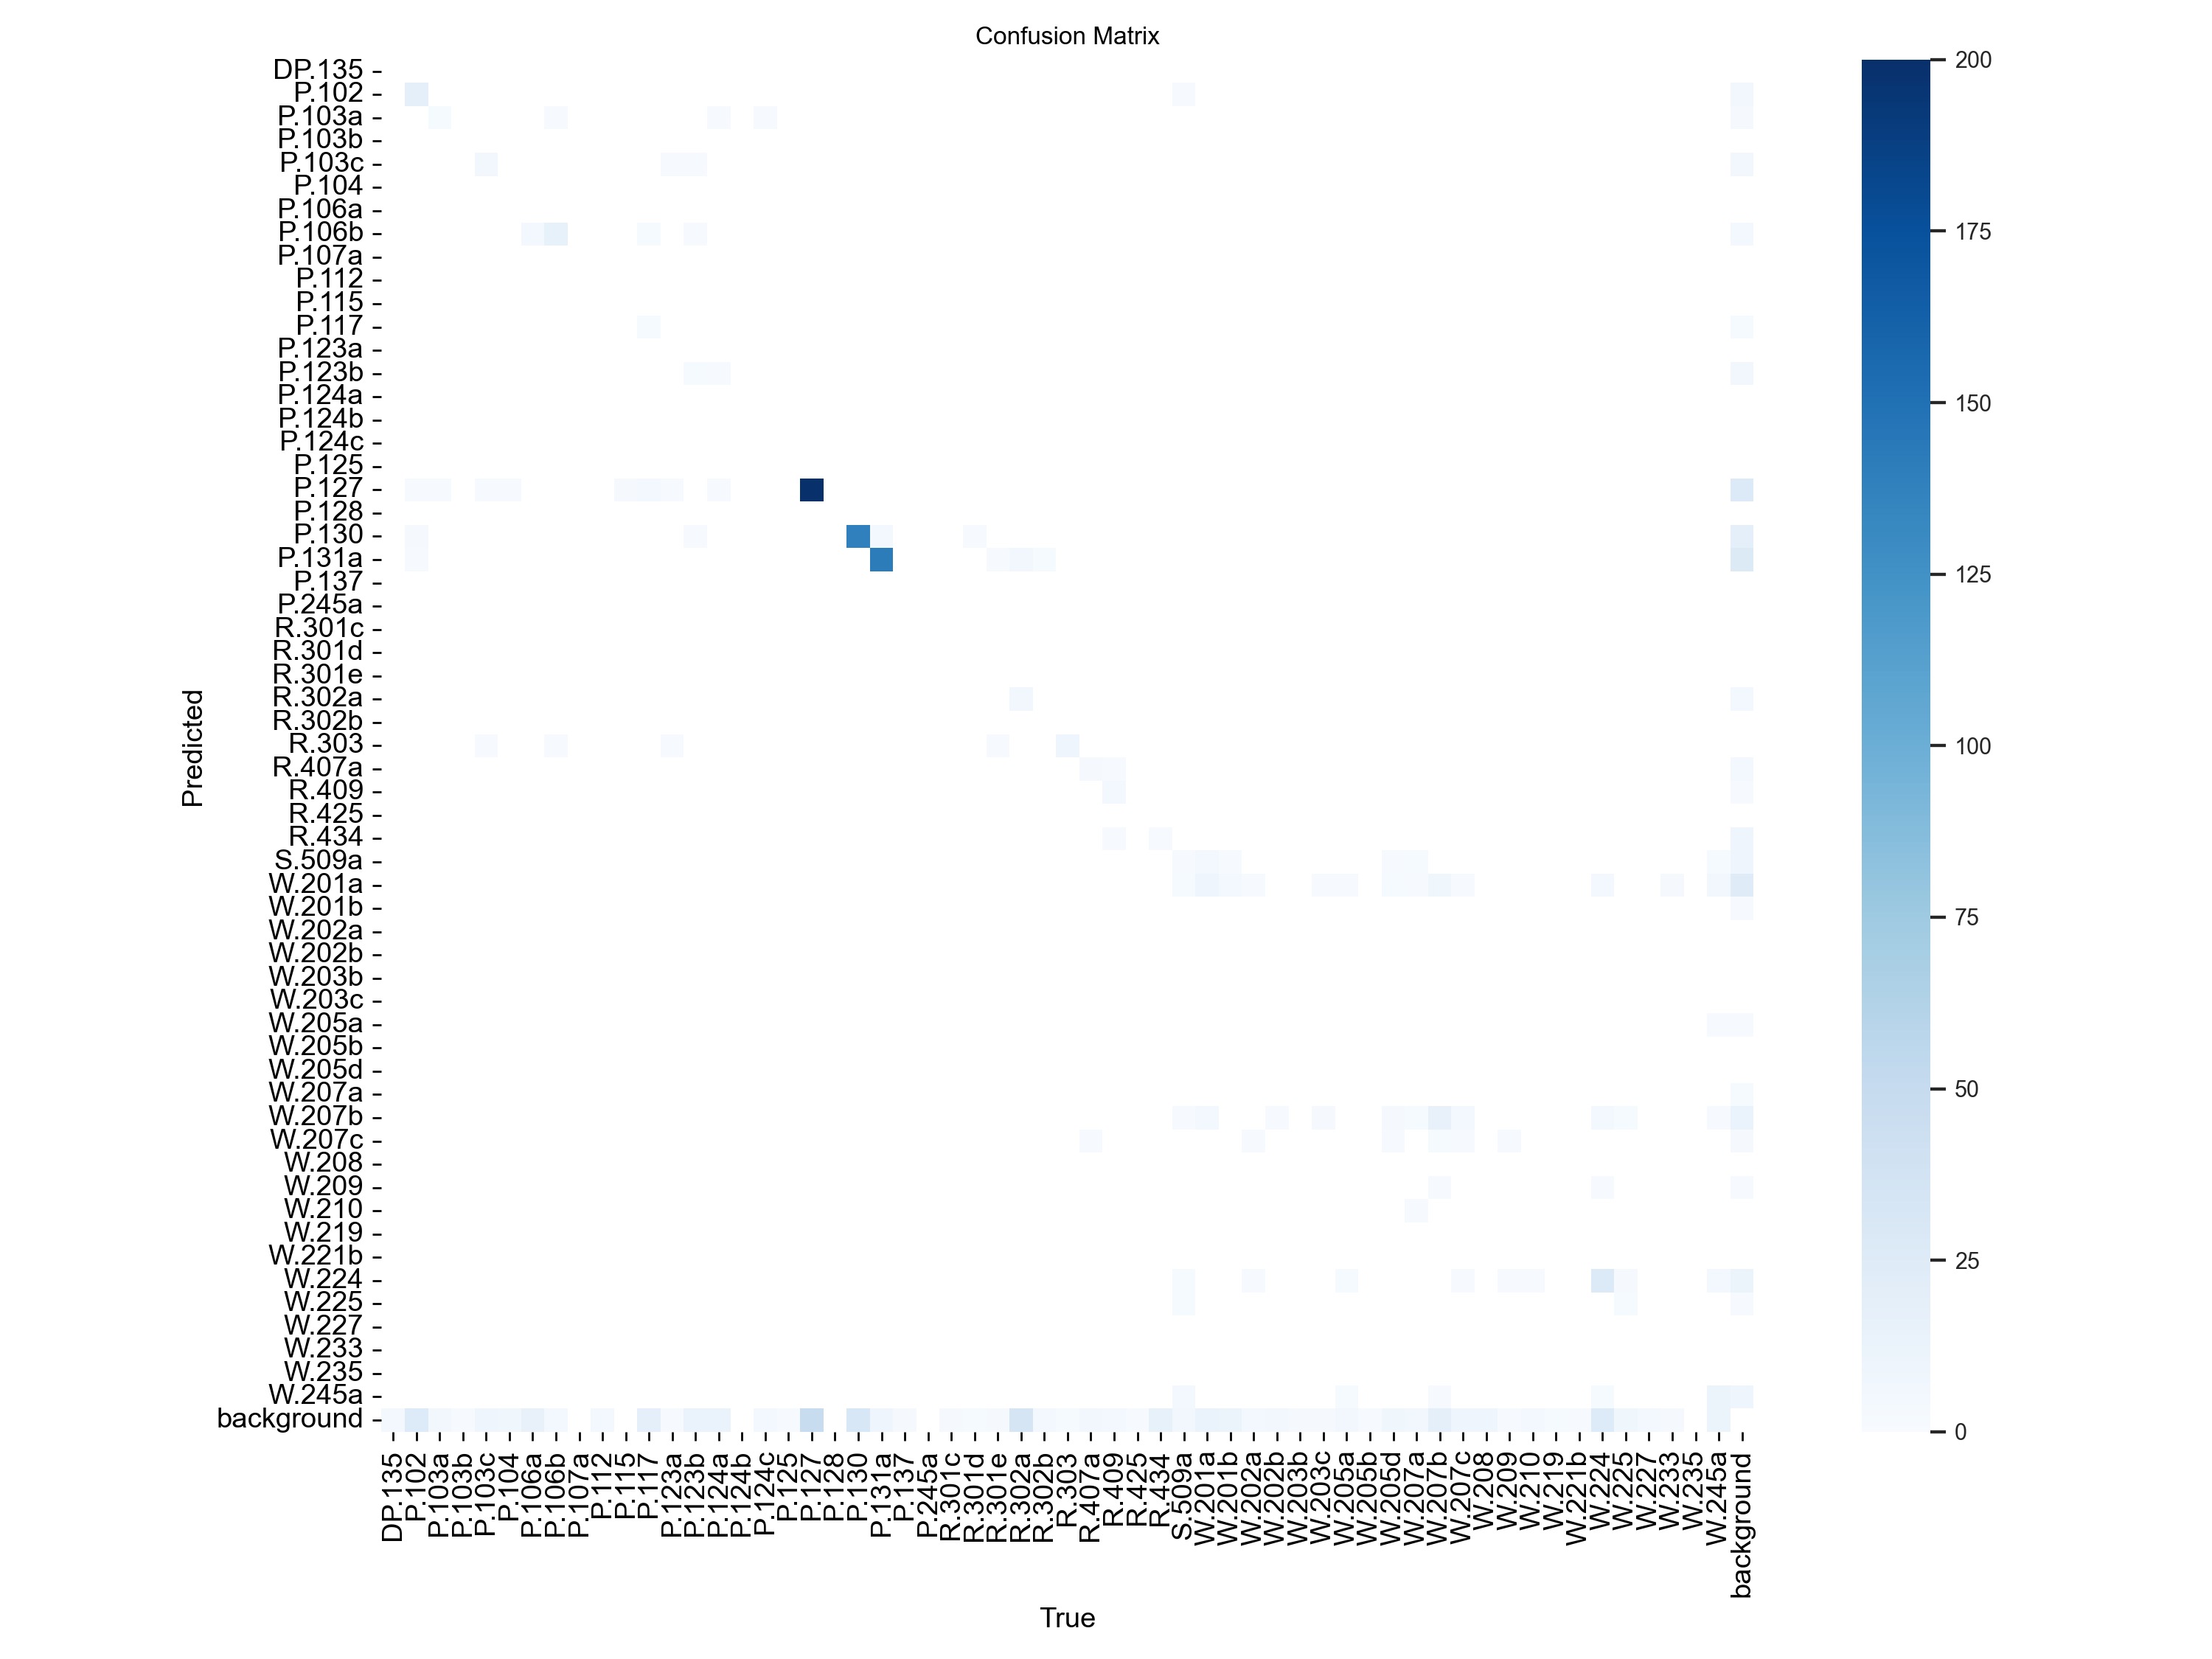 Confusion Matrix
DP.135
P.102
P.103a
P.103b
P.103c
P.104
P.106a
P.106b
P.107a
P.112
P.115
P.117
P.123a
P.123b
P.124a
P.124b
P.124c
P.125
P.127
P.128
P.130
P.131a
P.137
P.245a
R.301c
R.301d
R.301e
R.302a
R.302b
R.303
R.407a
R.409
R.425
R.434
S.509a
W.201a
W.201b
W.202a
W.202b
W.203b
W.203c
W.205a
W.205b
W.205d
W.207a
W.207b
W.207c
W.208
W.209
W.210
W.219
W.221b
W.224
W.225
W.227
W.233
W.235
W.245a
background
Predicted
DP.135
P.102
P.103a
P.103b
P.103c
P.104
P.106a
P.106b
P.107a
P.112
P.115
P.117
P.123a
P.123b
P.124a
P.124b
P.124c
P.125
P.127
P.128
P.130
P.131a
P.137
P.245a
R.301c
R.301d
R.301e
R.302a
R.302b
R.303
R.407a
R.409
R.425
R.434
S.509a
W.201a
W.201b
W.202a
W.202b
W.203b
W.203c
W.205a
W.205b
W.205d
W.207a
W.207b
W.207c
W.208
W.209
W.210
W.219
W.221b
W.224
W.225
W.227
W.233
W.235
W.245a
background
True
200
175
150
125
100
75
50
25
0